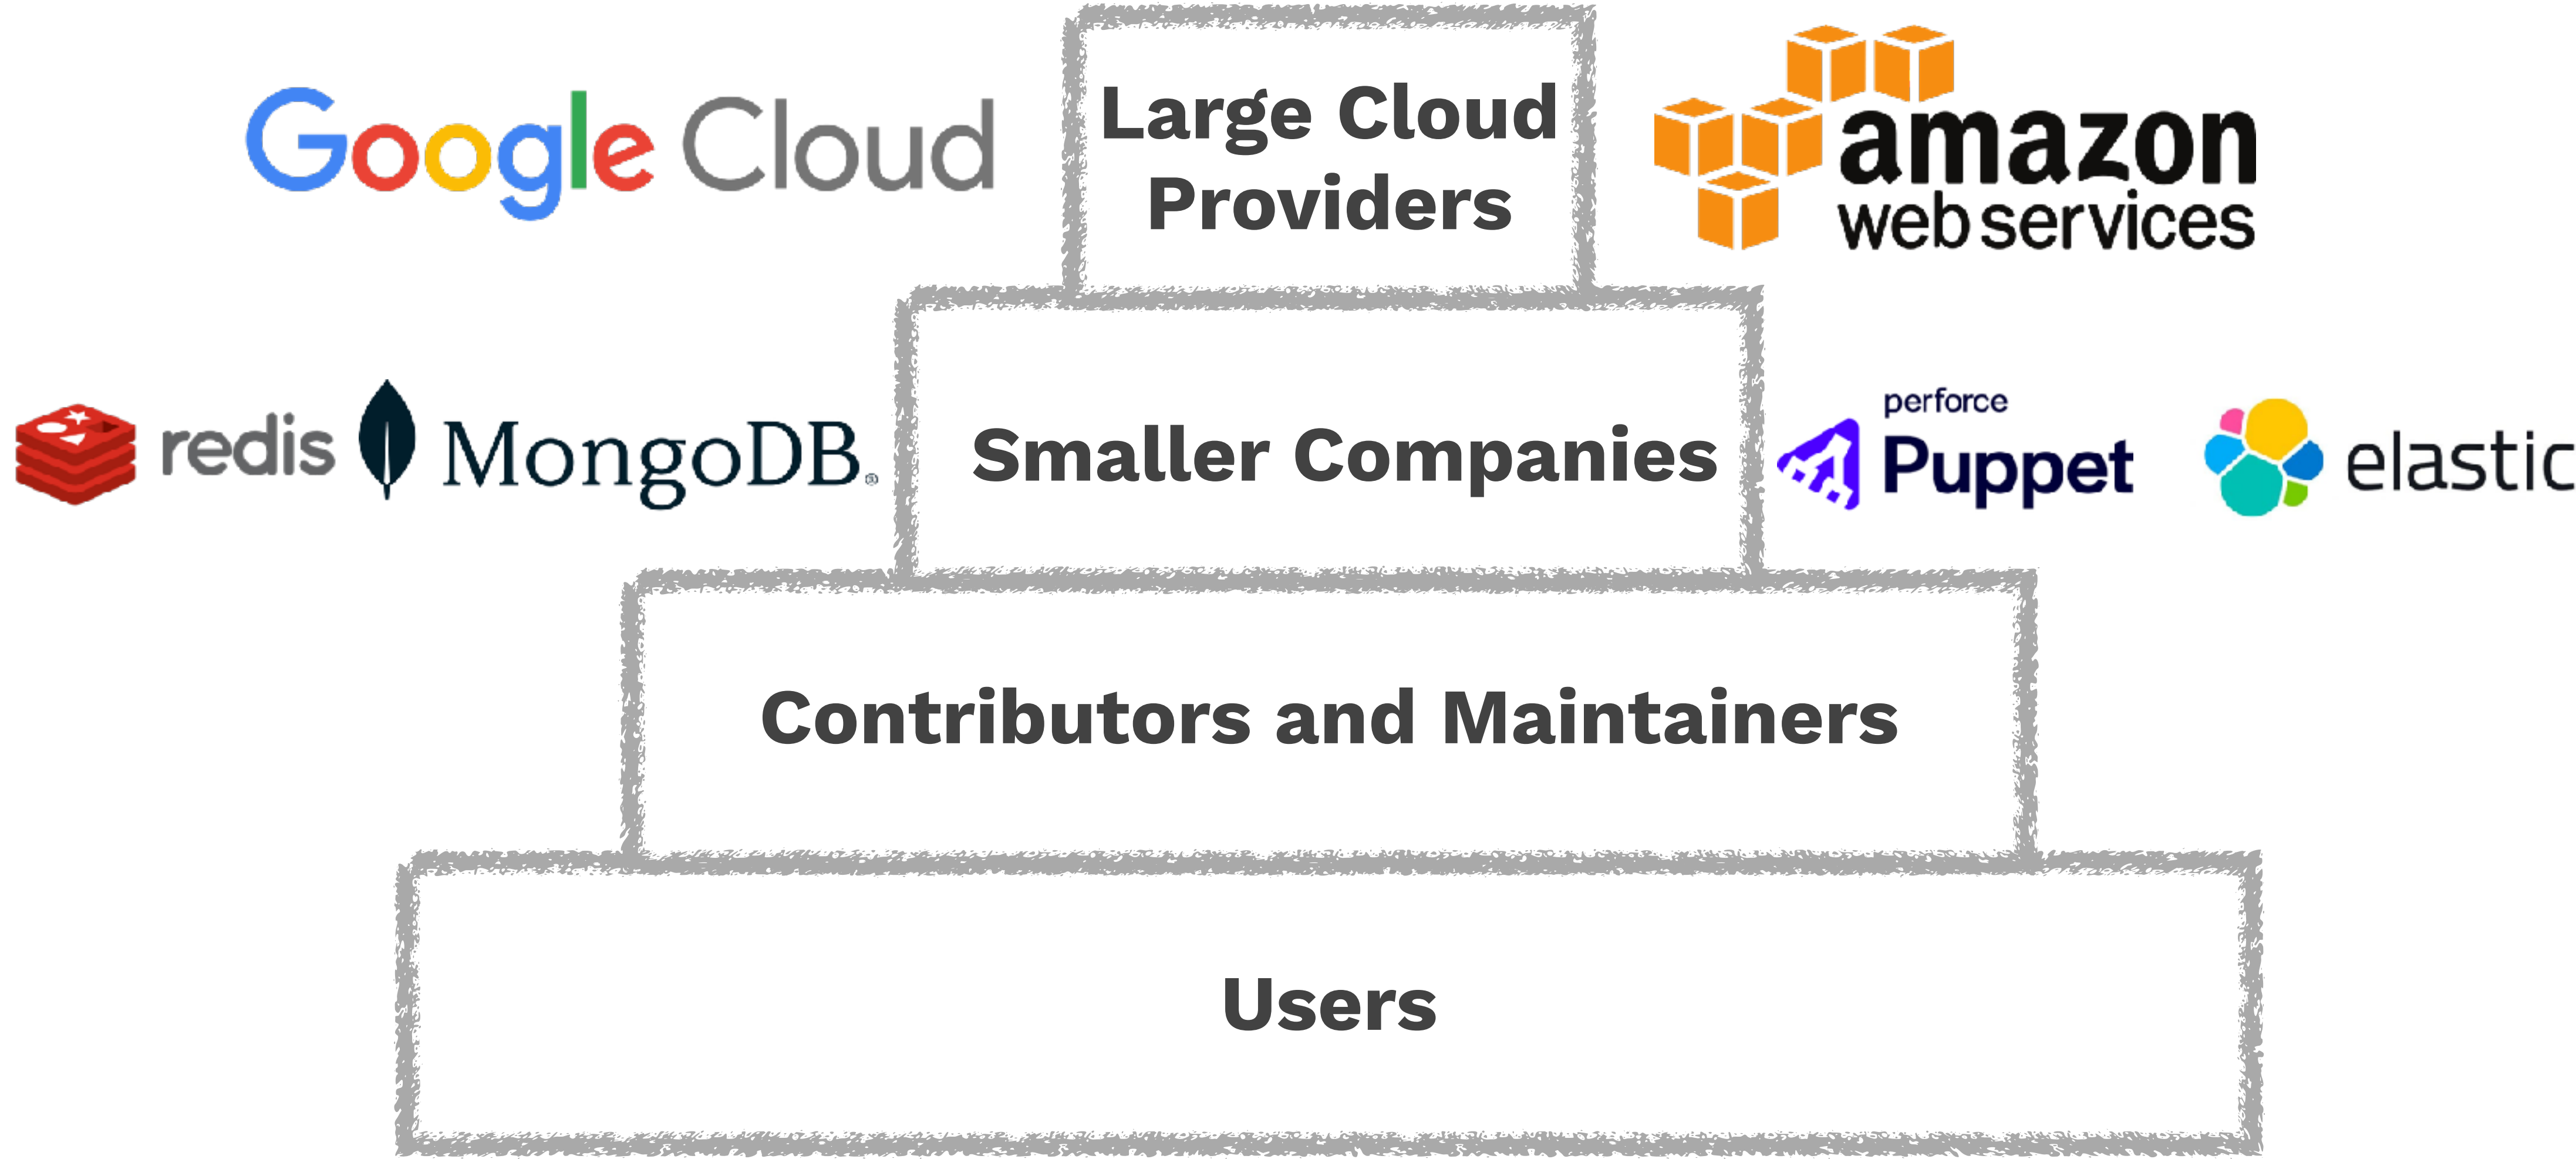 Google Cloud
Large Cloud
Providers
amazon
web services
redis
MongoDB®
Smaller Companies
perforce
Puppet
elastic
Contributors and Maintainers
Users